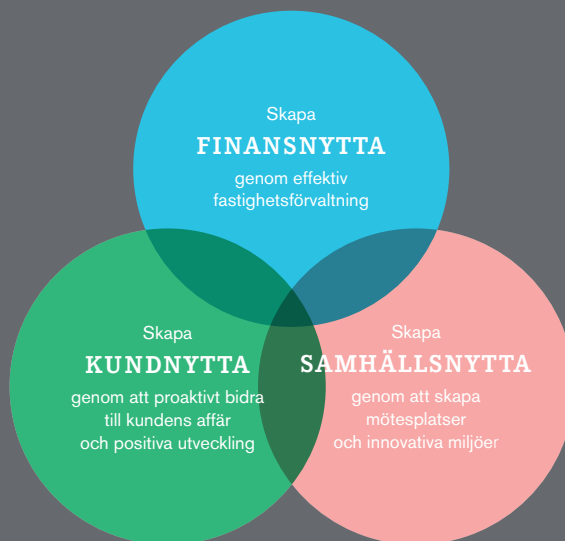 Skapa
FINANSNYTTA
genom effektiv
fastighetsförvaltning
Skapa
KUNDNYTTA
genom att proaktivt bidra
till kundens affär
och positiva utveckling
Skapa
SAMHÄLLSNYTTA
genom att skapa
mötesplatser
och innovativa miljöer